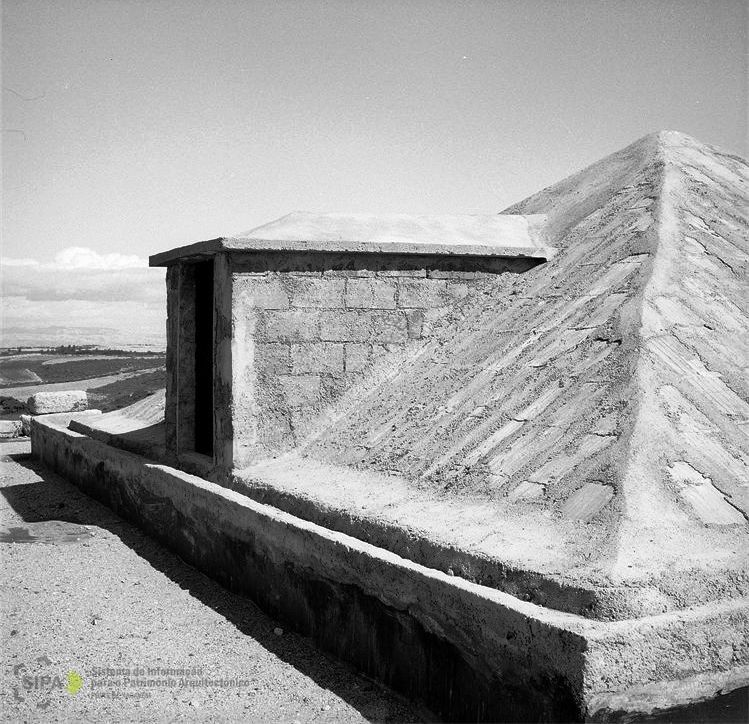 SIPA
Sistema de Informação
para o Património Arquitectónico